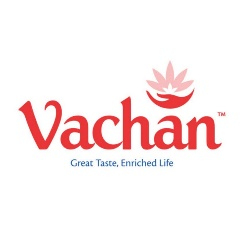 Vachan™
Great Taste, Enriched Life